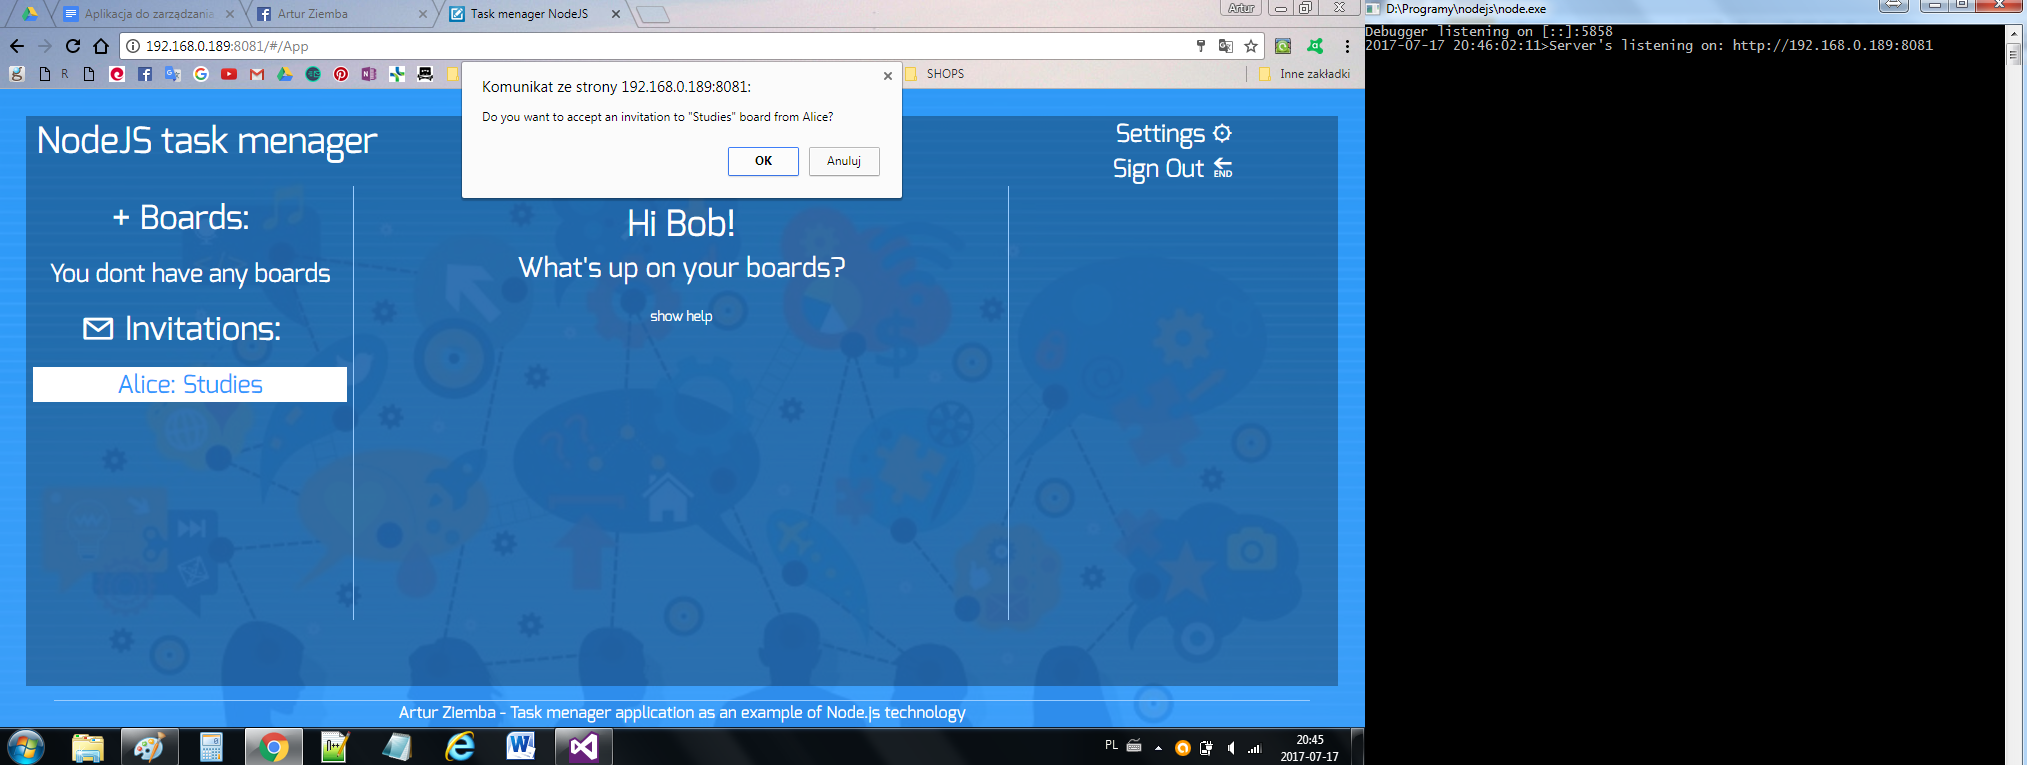 Aplikacja do zarządzania
Artur Ziemba
Task menager NodeJS
Artur
192.168.0.189:8081/#/App
R
SHOPS
Inne zakładki
Komunikat ze strony 192.168.0.189:8081:
Do you want to accept an invitation to "Studies" board from Alice?
OK
Anuluj
NodeJS task menager
Settings
Sign Out
END
+ Boards:
You dont have any boards
Invitations:
Alice: Studies
Hi Bob!
What's up on your boards?
show help
Artur Ziemba - Task menager application as an example of Node.js technology
PL
20:45
2017-07-17
D:\Programy\nodejs\node.exe
Debugger listening on [::]:5858
2017-07-17 20:46:02:11>Server's listening on: http://192.168.0.189:8081